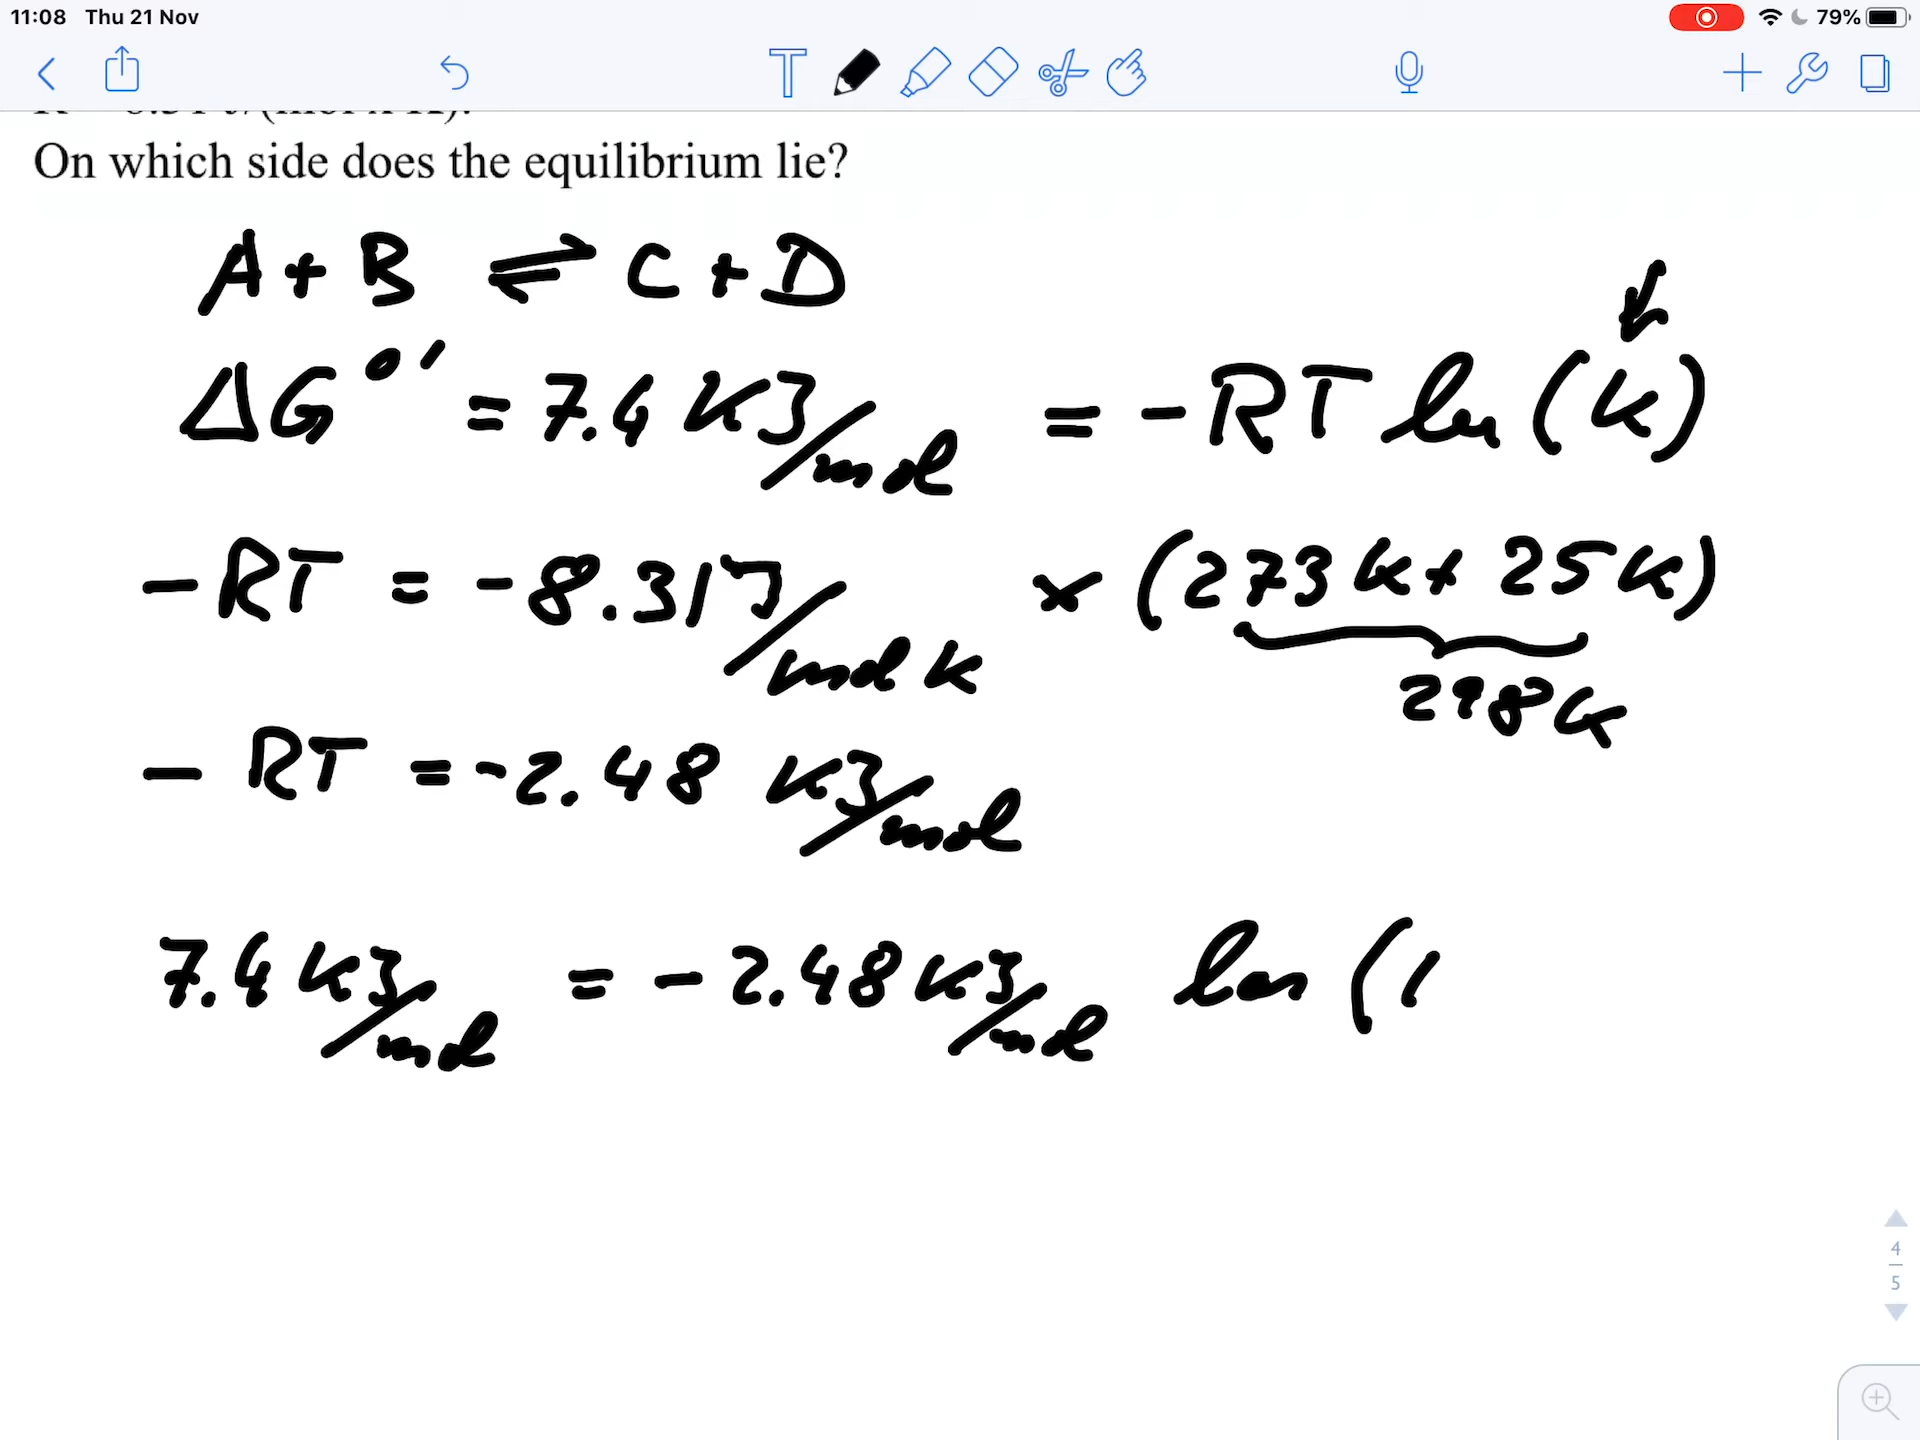 11:08 Thu 21 Nov 79%
T
On which side does the equilibrium lie?
A + B ⇌ C + D
ΔG°' = 7.4 KJ/mol = -RT ln (K)
-RT = -8.31 J/mol K × (273 K + 25 K)
298 K
- RT = -2.48 KJ/mol
7.4 KJ/mol = -2.48 KJ/mol ln (
4
5